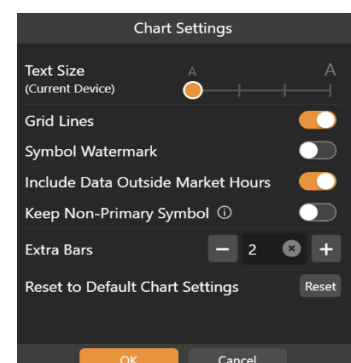 Chart Settings
Text Size A A
(Current Device)
Grid Lines
Symbol Watermark
Include Data Outside Market Hours
Keep Non-Primary Symbol
Extra Bars 2
Reset to Default Chart Settings Reset
OK Cancel